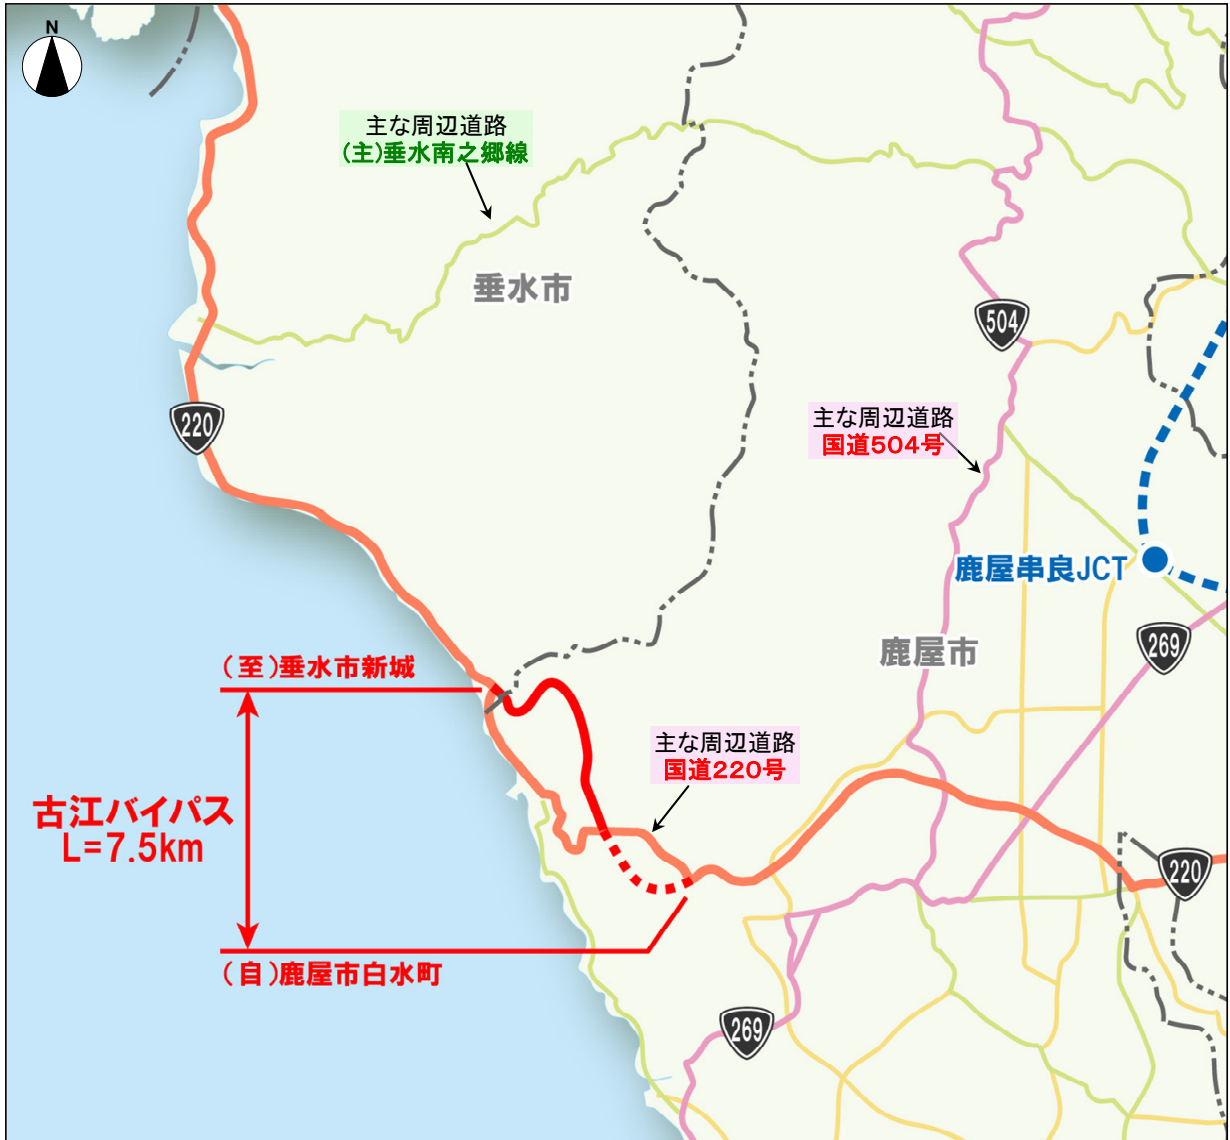 N
主な周辺道路
(主)垂水南之郷線
垂水市
504
220
主な周辺道路
国道504号
鹿屋串良JCT
鹿屋市
269
(至)垂水市新城
主な周辺道路
国道220号
古江バイパス
L=7.5km
220
(自)鹿屋市白水町
269